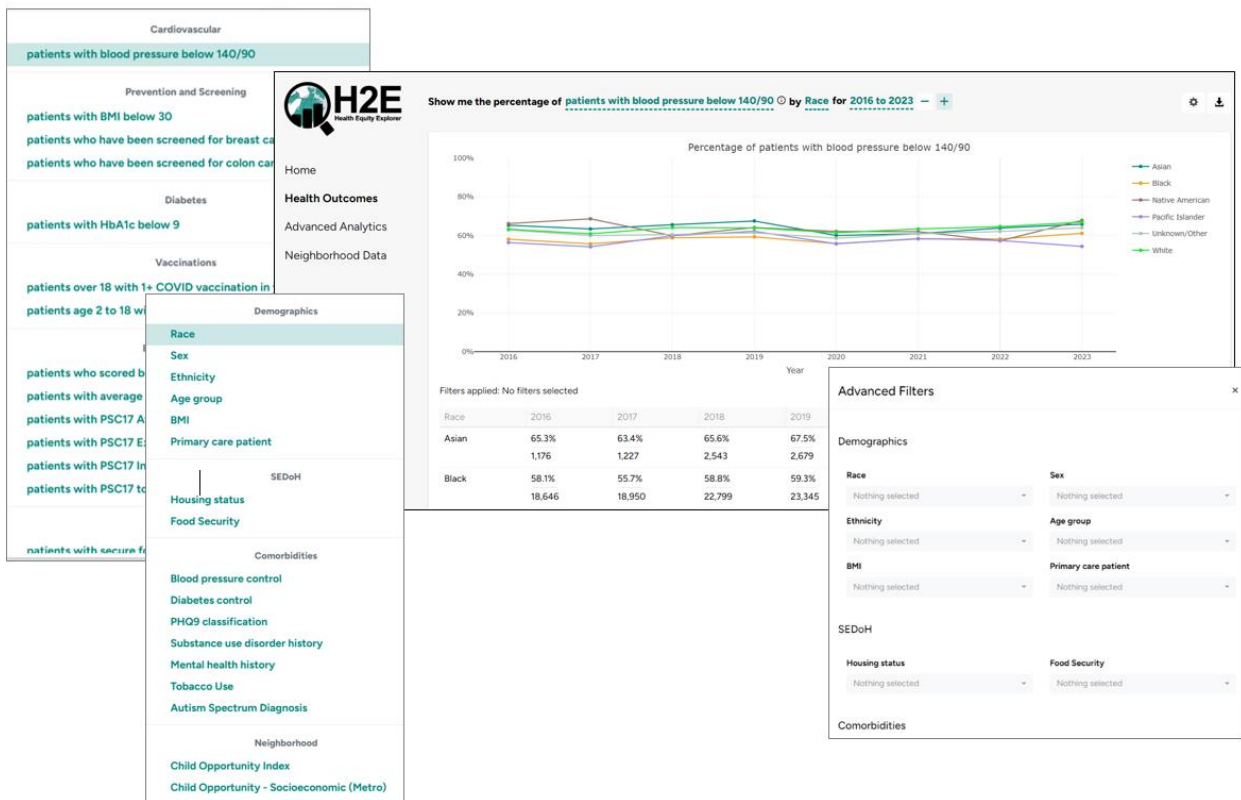 Cardiovascular
patients with blood pressure below 140/90
Prevention and Screening
patients with BMI below 30
patients who have been screened for breast ca
patients who have been screened for colon can
Diabetes
patients with HbA1c below 9
Vaccinations
patients over 18 with 1+ COVID vaccination in
patients age 2 to 18 wi
patients who scored b
patients with average
patients with PSC17 A
patients with PSC17 E
patients with PSC17 In
patients with PSC17 to
patients with secure fo
Demographics
Race
Sex
Ethnicity
Age group
BMI
Primary care patient
SEDoH
Housing status
Food Security
Comorbidities
Blood pressure control
Diabetes control
PHQ9 classification
Substance use disorder history
Mental health history
Tobacco Use
Autism Spectrum Diagnosis
Neighborhood
Child Opportunity Index
Child Opportunity - Socioeconomic (Metro)
H2E
Health Equity Explorer
Home
Health Outcomes
Advanced Analytics
Neighborhood Data
Show me the percentage of patients with blood pressure below 140/90 by Race for 2016 to 2023 − +
Percentage of patients with blood pressure below 140/90
100%
80%
60%
40%
20%
0%
2016 2017 2018 2019 2020 2021 2022 2023
Year
Asian
Black
Native American
Pacific Islander
Unknown/Other
White
Filters applied: No filters selected
Race 2016 2017 2018 2019
Asian 65.3% 63.4% 65.6% 67.5%
1,176 1,227 2,543 2,679
Black 58.1% 55.7% 58.8% 59.3%
18,646 18,950 22,799 23,345
Advanced Filters ×
Demographics
Race Sex
Nothing selected Nothing selected
Ethnicity Age group
Nothing selected Nothing selected
BMI Primary care patient
Nothing selected Nothing selected
SEDoH
Housing status Food Security
Nothing selected Nothing selected
Comorbidities